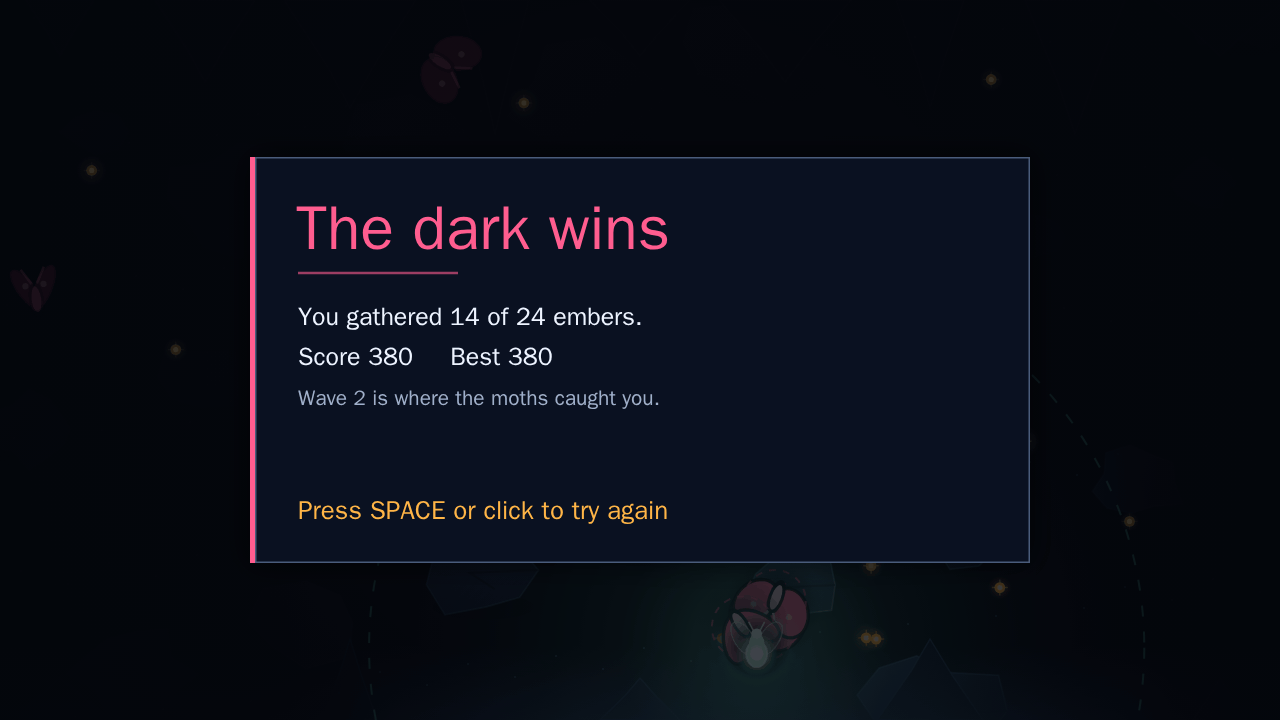 The dark wins
You gathered 14 of 24 embers.
Score 380 Best 380
Wave 2 is where the moths caught you.
Press SPACE or click to try again